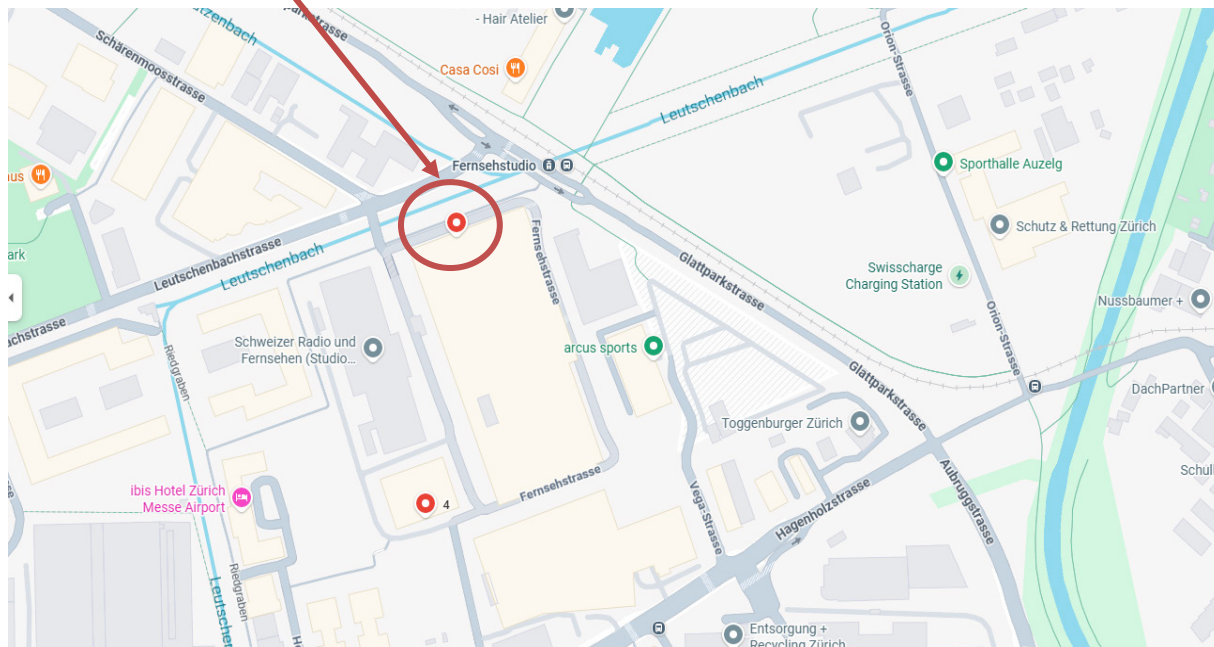 - Hair Atelier
Casa Cosi
Schärenmoosstrasse
Orion-Strasse
Leutschenbach
Fernsehstudio
Sporthalle Auzelg
Schutz & Rettung Zürich
Leutschenbachstrasse
Leutschenbach
Fernsehstrasse
Glattparkstrasse
Swisscharge
Charging Station
Nussbaumer +
Orion-Strasse
Riedgraben
Schweizer Radio und
Fernsehen (Studio...
arcus sports
Glattparkstrasse
DachPartner
Toggenburger Zürich
ibis Hotel Zürich
Messe Airport
4
Fernsehstrasse
Vega-Strasse
Hagenholzstrasse
Aubruggstrasse
Riedgraben
Entsorgung +
Recycling Zürich